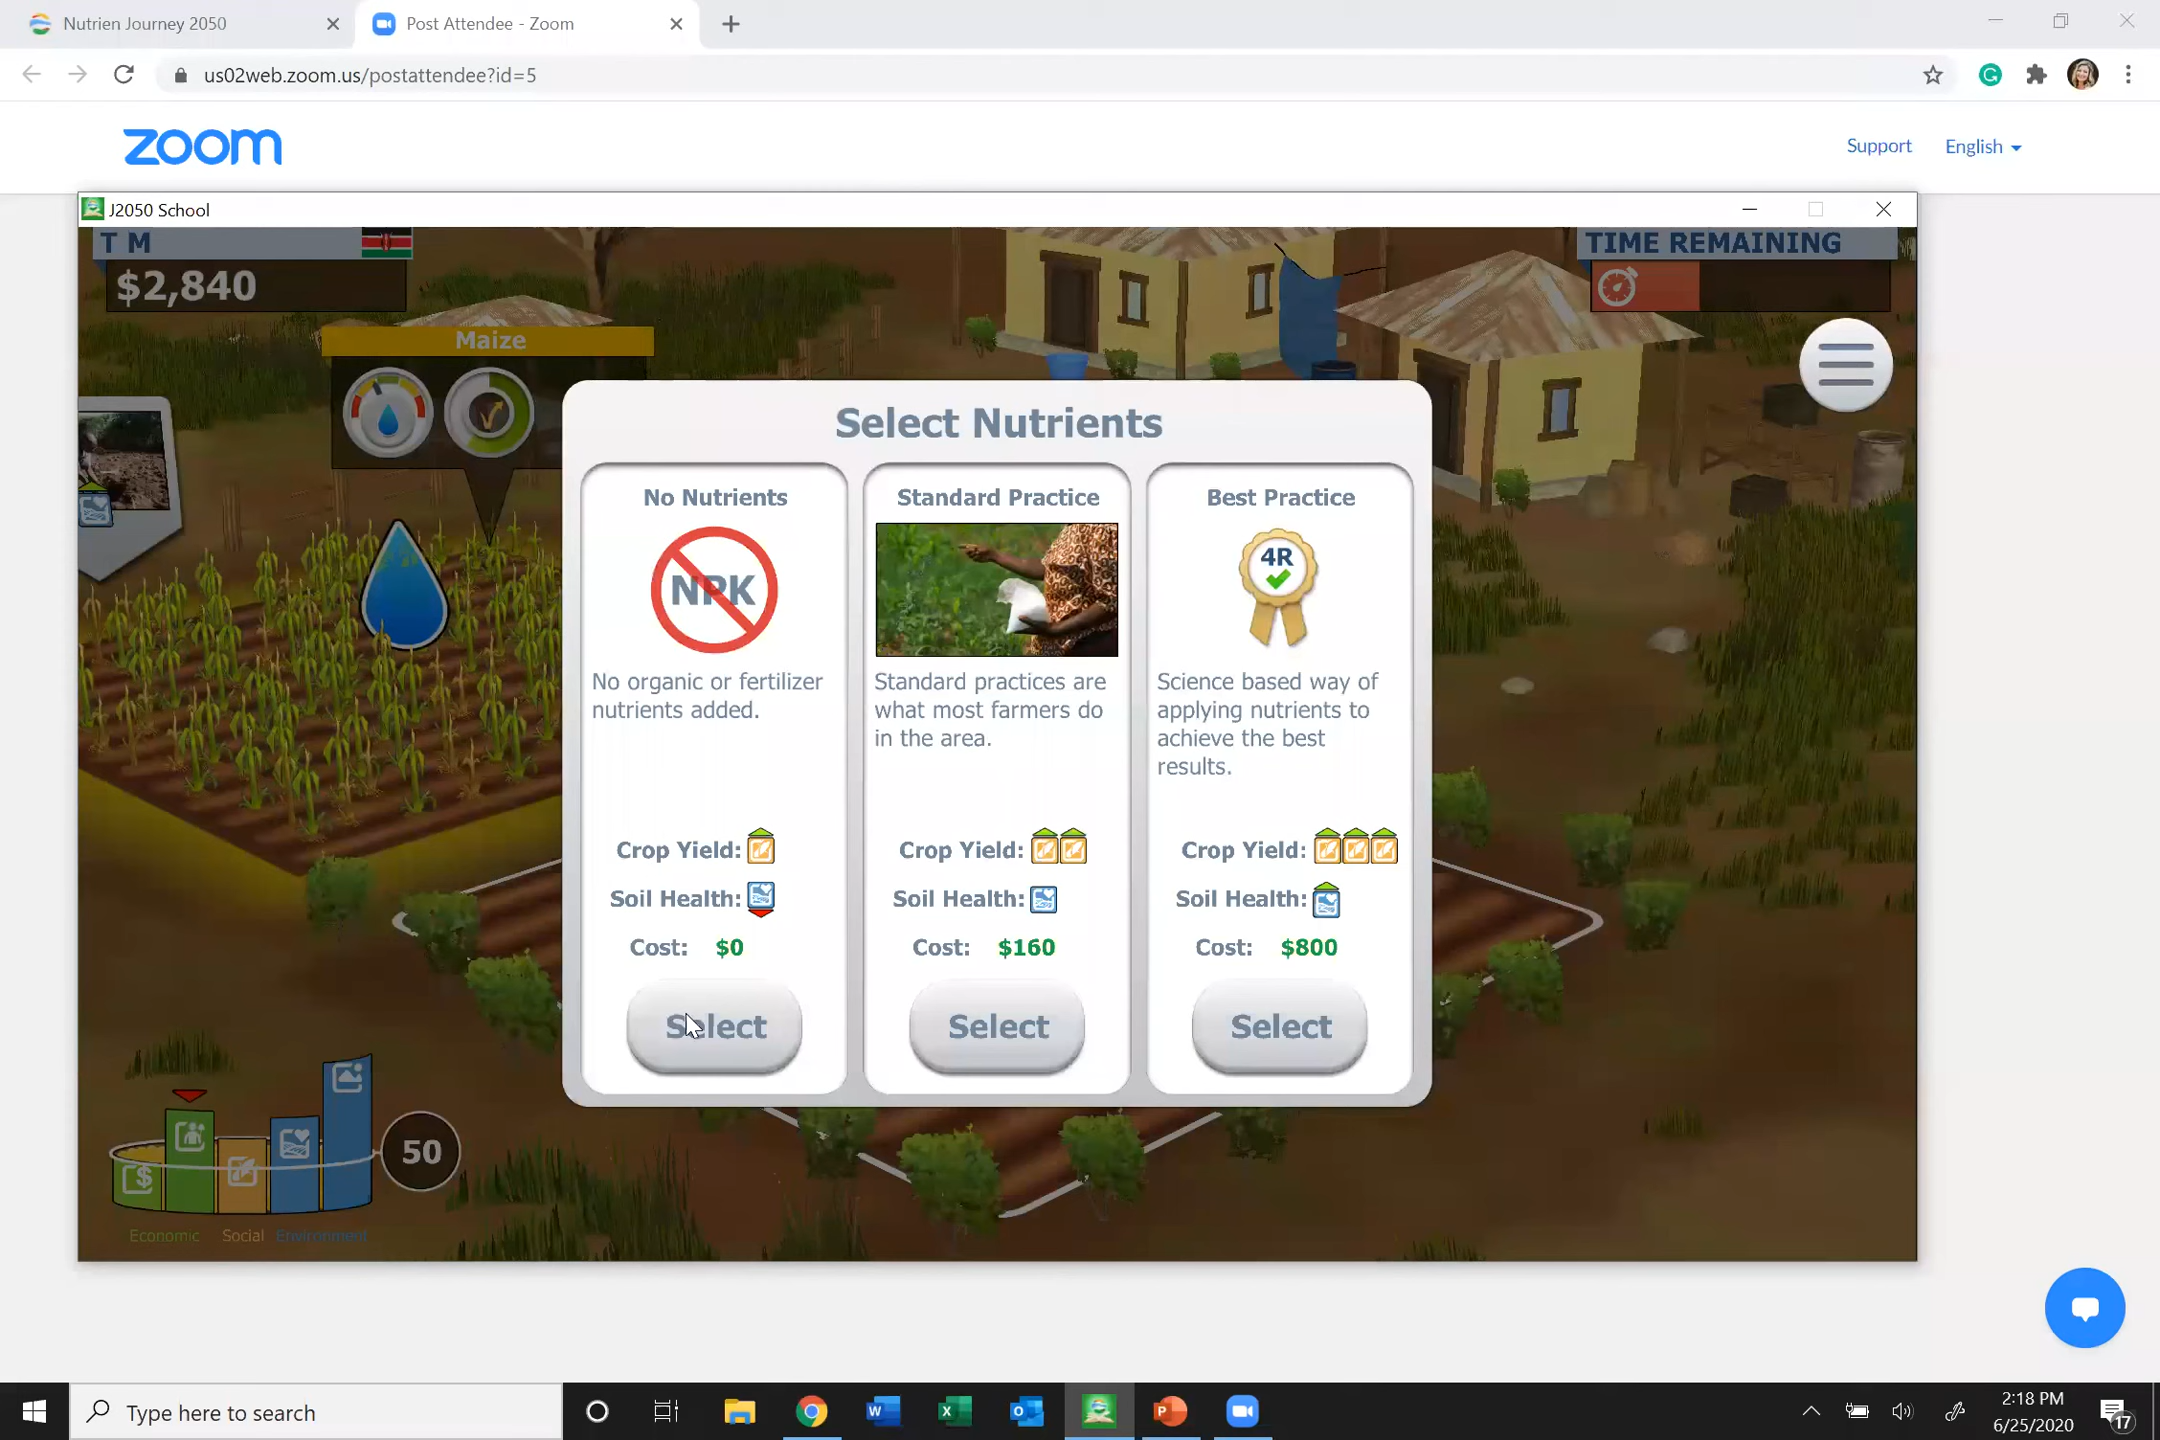 Nutrien Journey 2050
Post Attendee - Zoom
us02web.zoom.us/postattendee?id=5
zoom
Support
English
J2050 School
T M
$2,840
TIME REMAINING
Maize
Select Nutrients
No Nutrients
NPK
No organic or fertilizer
nutrients added.
Crop Yield:
Soil Health:
Cost: $0
Select
Standard Practice
Standard practices are
what most farmers do
in the area.
Crop Yield:
Soil Health:
Cost: $160
Select
Best Practice
4R
Science based way of
applying nutrients to
achieve the best
results.
Crop Yield:
Soil Health:
Cost: $800
Select
50
Economic Social Environment
Type here to search
2:18 PM
6/25/2020
17